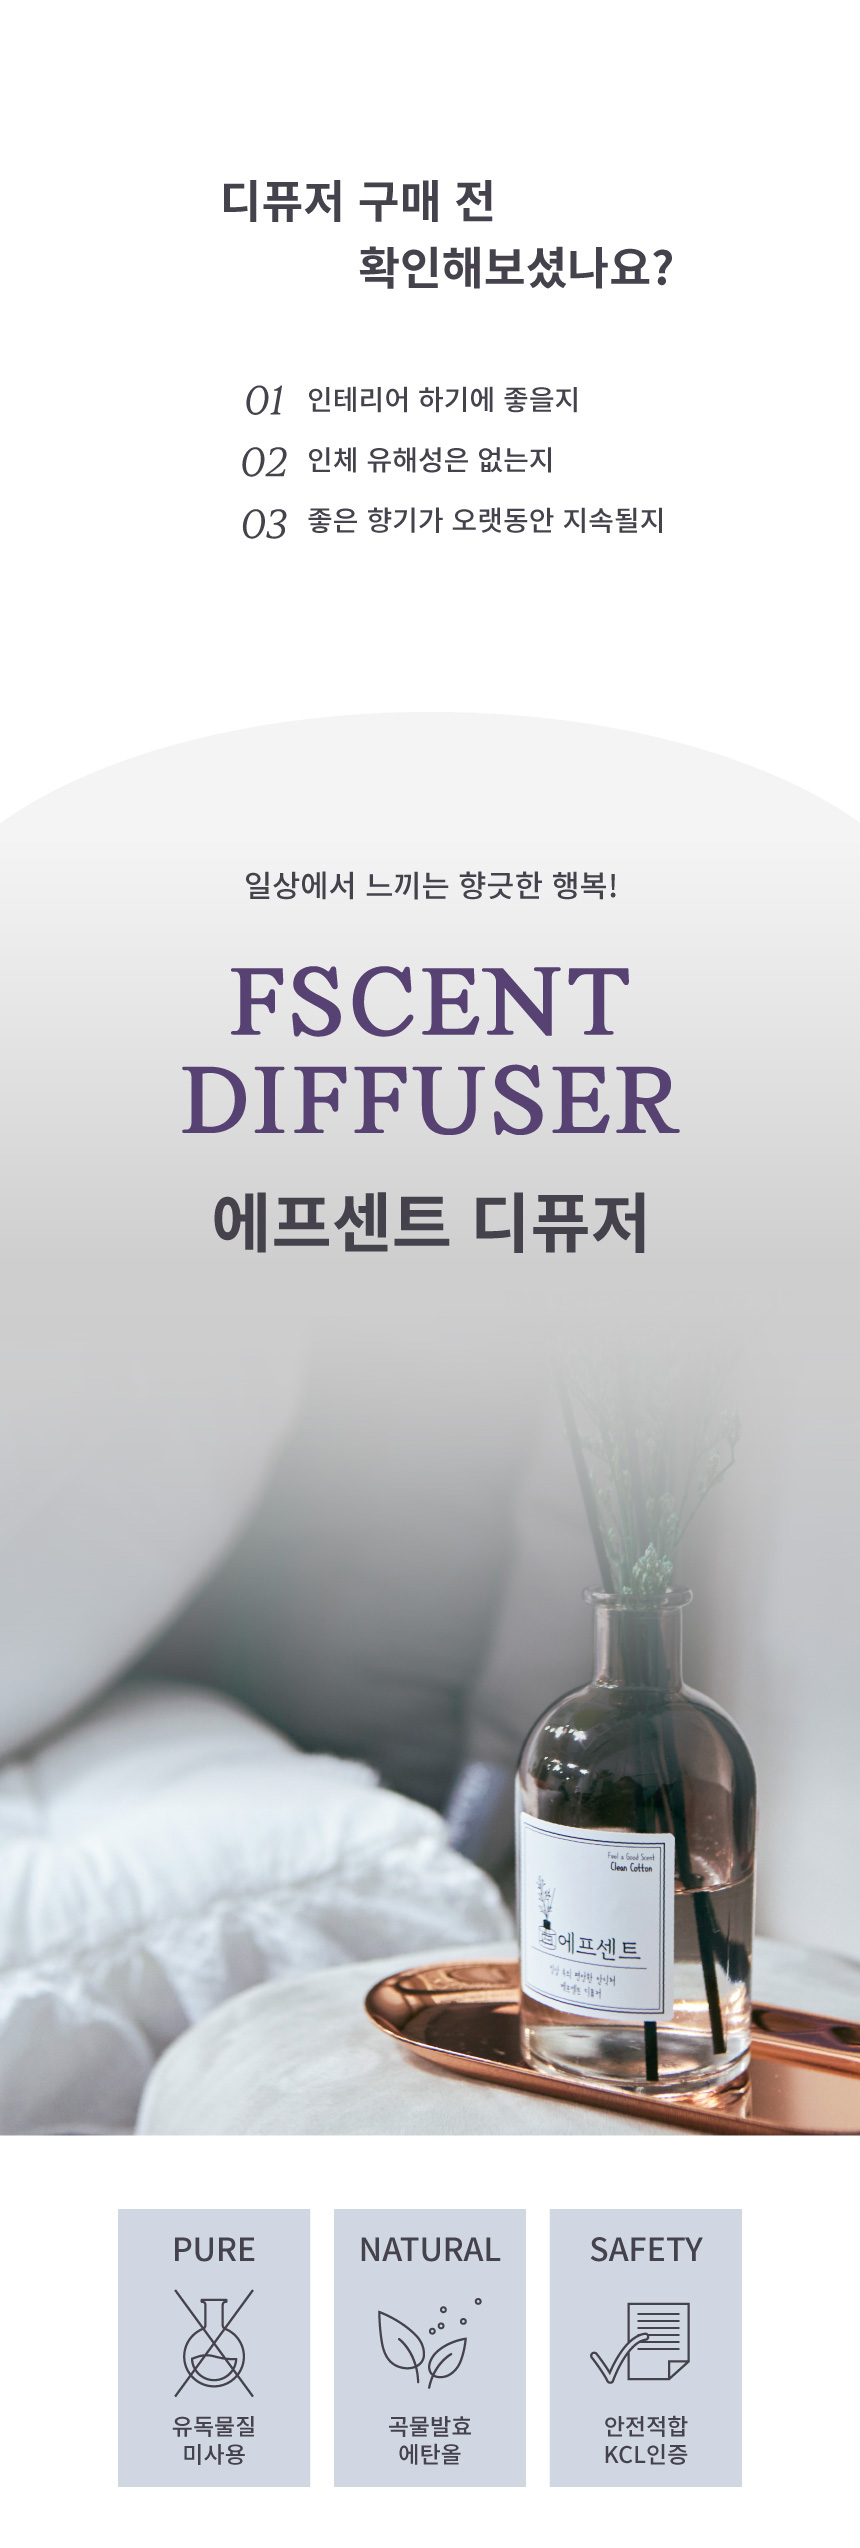 디퓨저 구매 전
확인해보셨나요?
01 인테리어 하기에 좋을지
02 인체 유해성은 없는지
03 좋은 향기가 오랫동안 지속될지
일상에서 느끼는 향긋한 행복!
FSCENT
DIFFUSER
에프센트 디퓨저
Feel a Good Scent
Clean Cotton
에프센트
PURE
유독물질
미사용
NATURAL
곡물발효
에탄올
SAFETY
안전적합
KCL인증